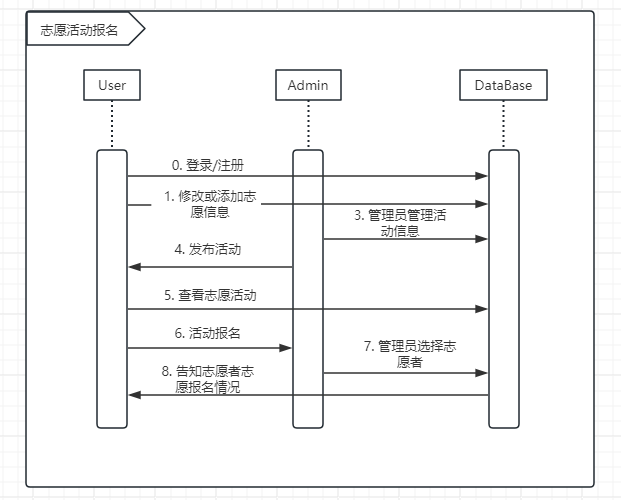 志愿活动报名
User
Admin
DataBase
0. 登录/注册
1. 修改或添加志
愿信息
3. 管理员管理活
动信息
4. 发布活动
5. 查看志愿活动
6. 活动报名
7. 管理员选择志
愿者
8. 告知志愿者志
愿报名情况